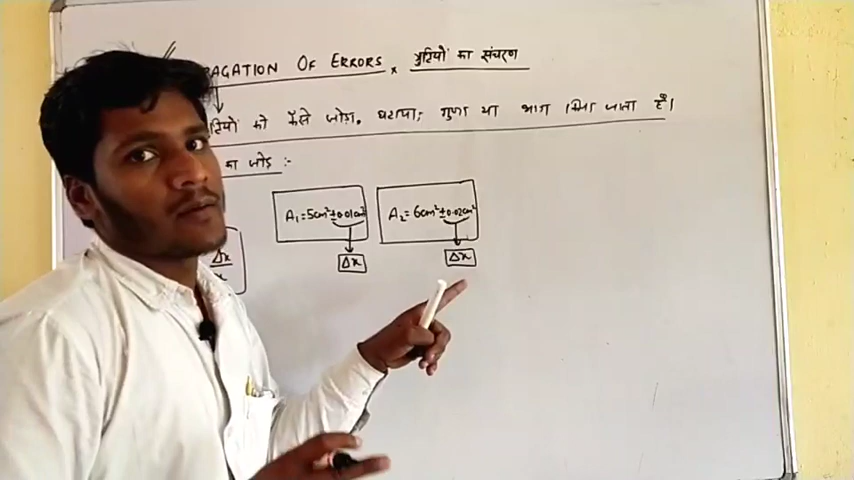 PAGATION OF ERRORS × त्रुटियों का संचरण
त्रुटियों को कैसे जोड़ा, घटाया, गुणा या भाग किया जाता है।
का जोड़ :-
A₁ = 5cm² ± 0.01cm² A₂ = 6cm² ± 0.02cm²
Δx Δx
Δx/x